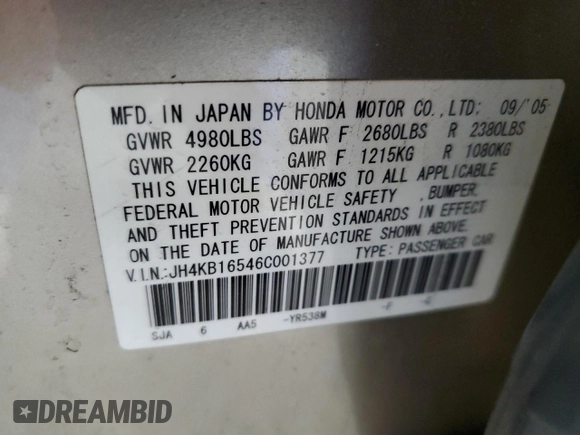 MFD. IN JAPAN BY HONDA MOTOR CO., LTD: 09/'05
GVWR 4980LBS GAWR F 2680LBS R 2380LBS
GVWR 2260KG GAWR F 1215KG R 1080KG
THIS VEHICLE CONFORMS TO ALL APPLICABLE
FEDERAL MOTOR VEHICLE SAFETY , BUMPER,
AND THEFT PREVENTION STANDARDS IN EFFECT
ON THE DATE OF MANUFACTURE SHOWN ABOVE.
V.I.N.:JH4KB16546C001377 TYPE: PASSENGER CAR
SJA 6 AA5 -YR538M -F -E
DREAMBID